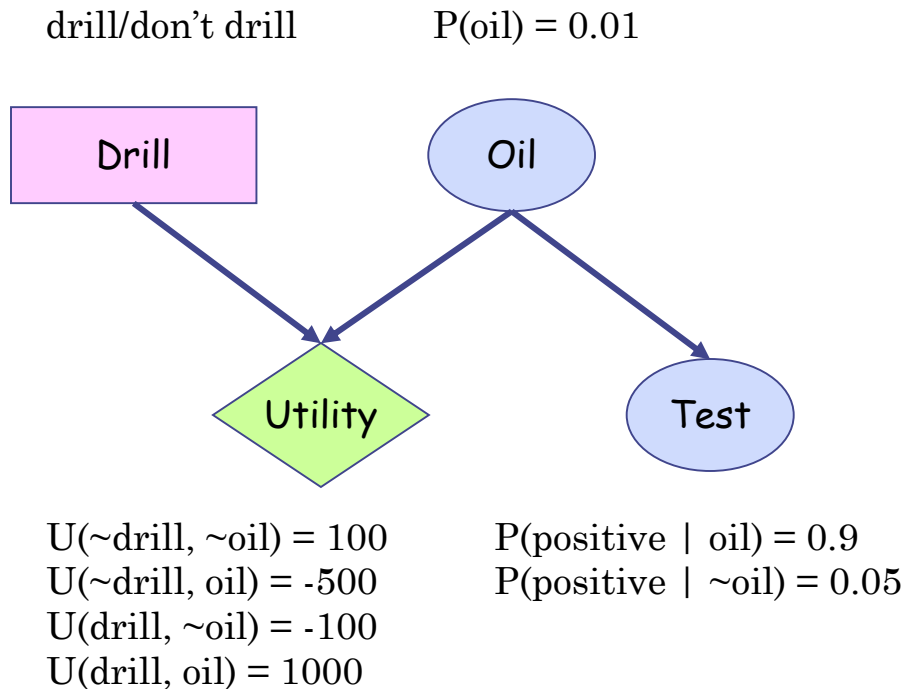 drill/don’t drill P(oil) = 0.01
Drill Oil
Utility Test
U(~drill, ~oil) = 100 P(positive | oil) = 0.9
U(~drill, oil) = -500 P(positive | ~oil) = 0.05
U(drill, ~oil) = -100
U(drill, oil) = 1000